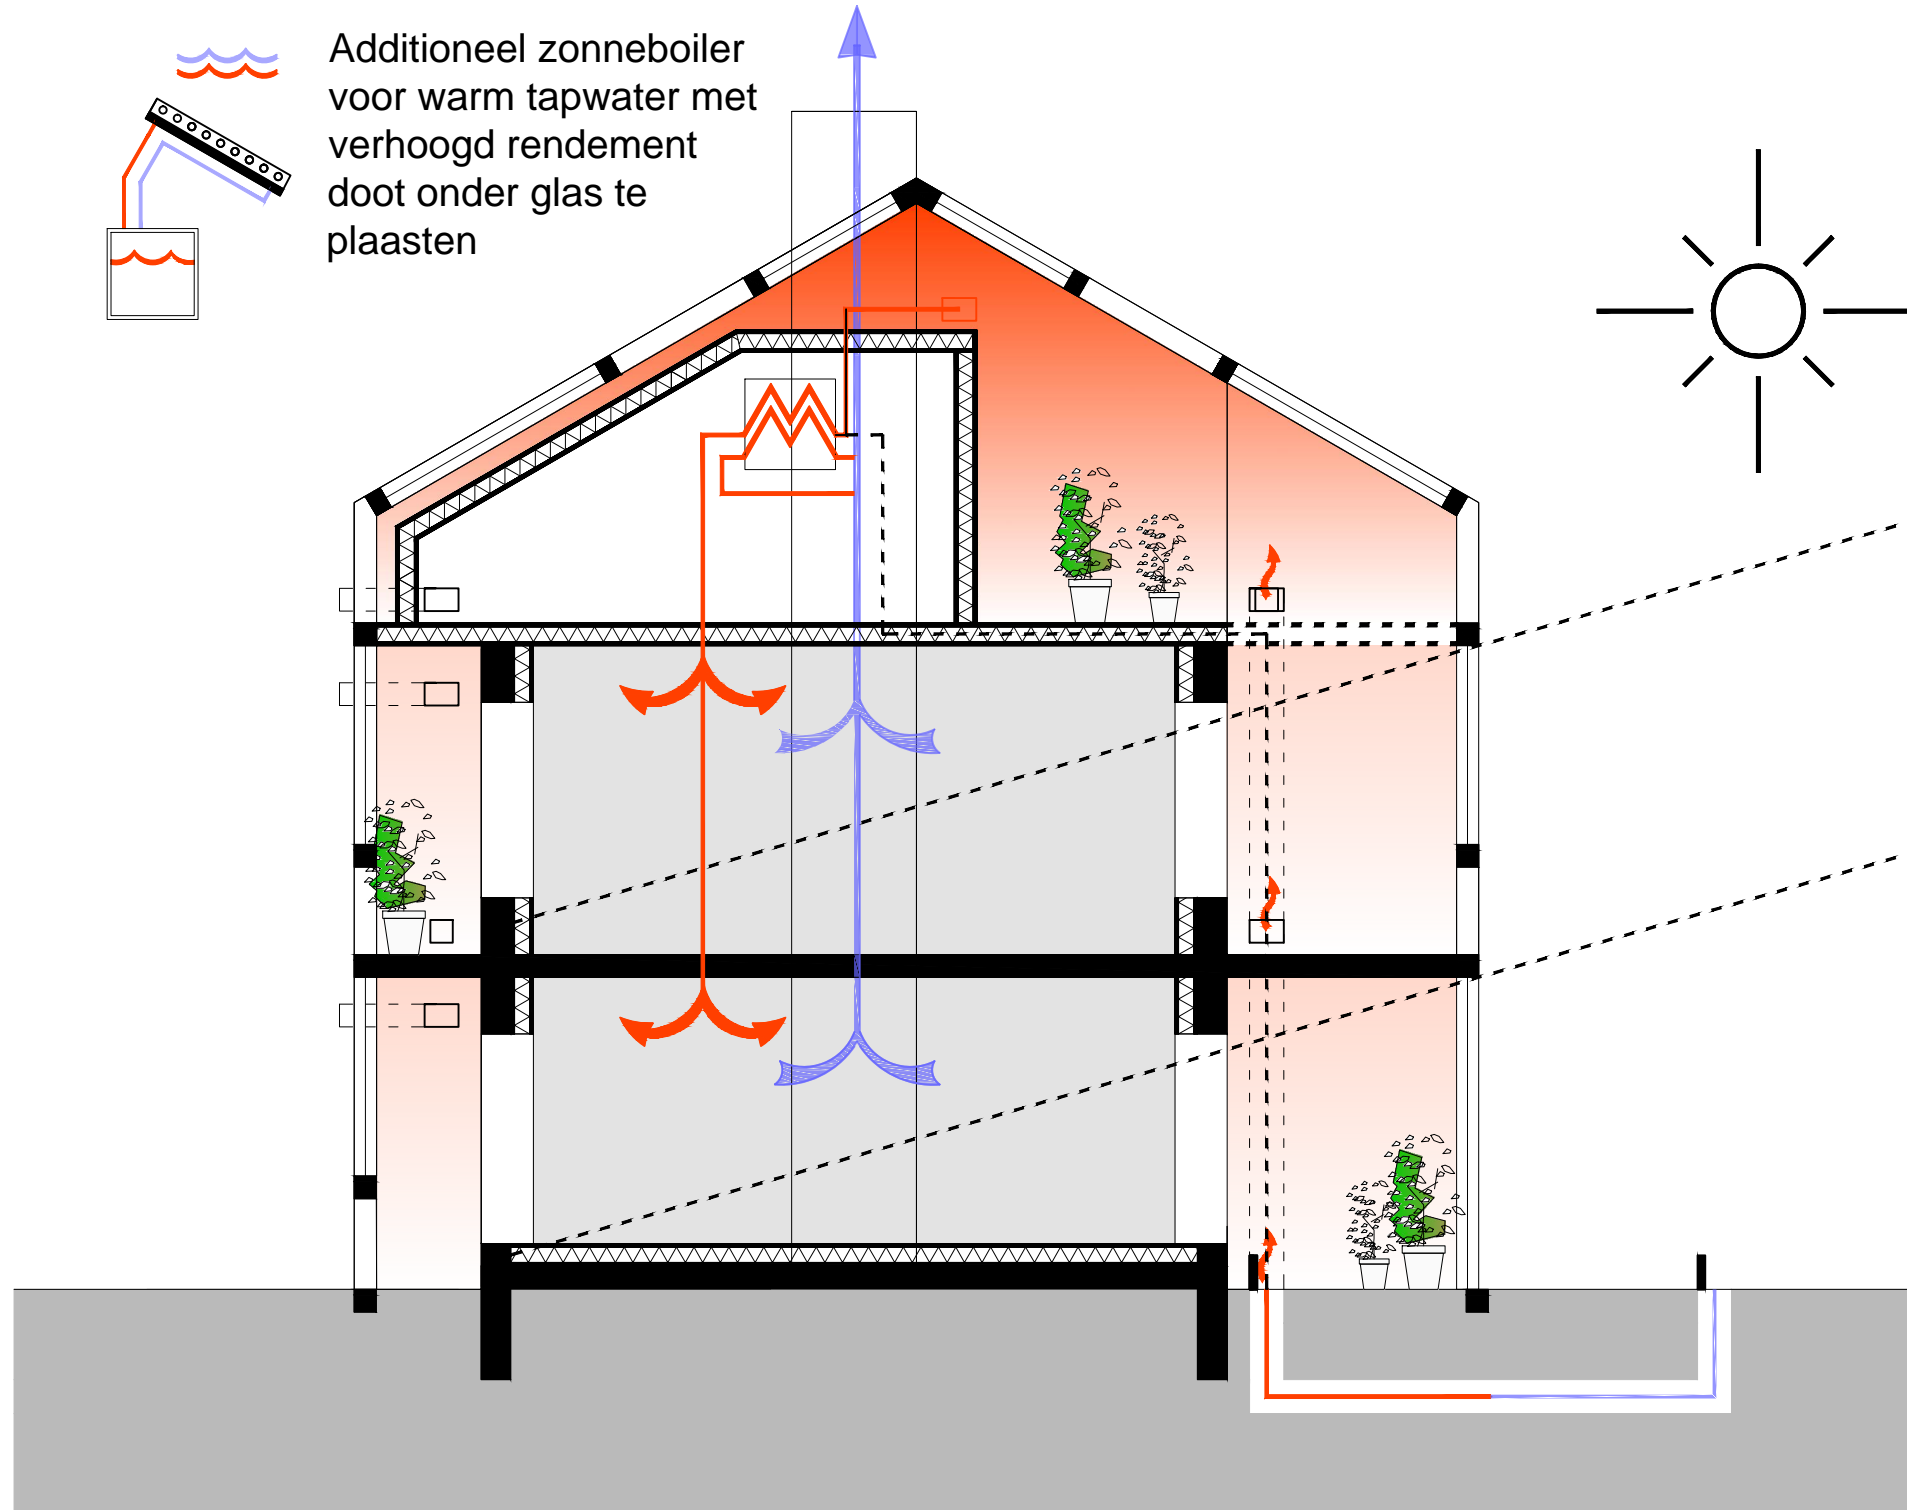 Additioneel zonneboiler
voor warm tapwater met
verhoogd rendement
doot onder glas te
plaasten